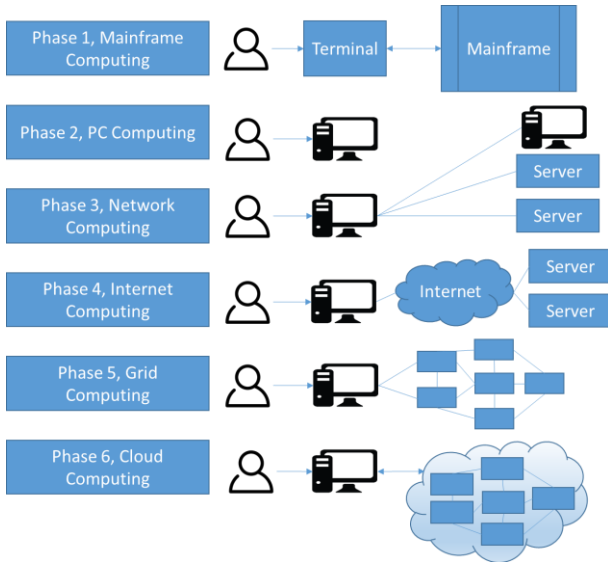 Phase 1, Mainframe
Computing
Terminal
Mainframe
Phase 2, PC Computing
Server
Phase 3, Network
Computing
Server
Phase 4, Internet
Computing
Internet
Server
Server
Phase 5, Grid
Computing
Phase 6, Cloud
Computing